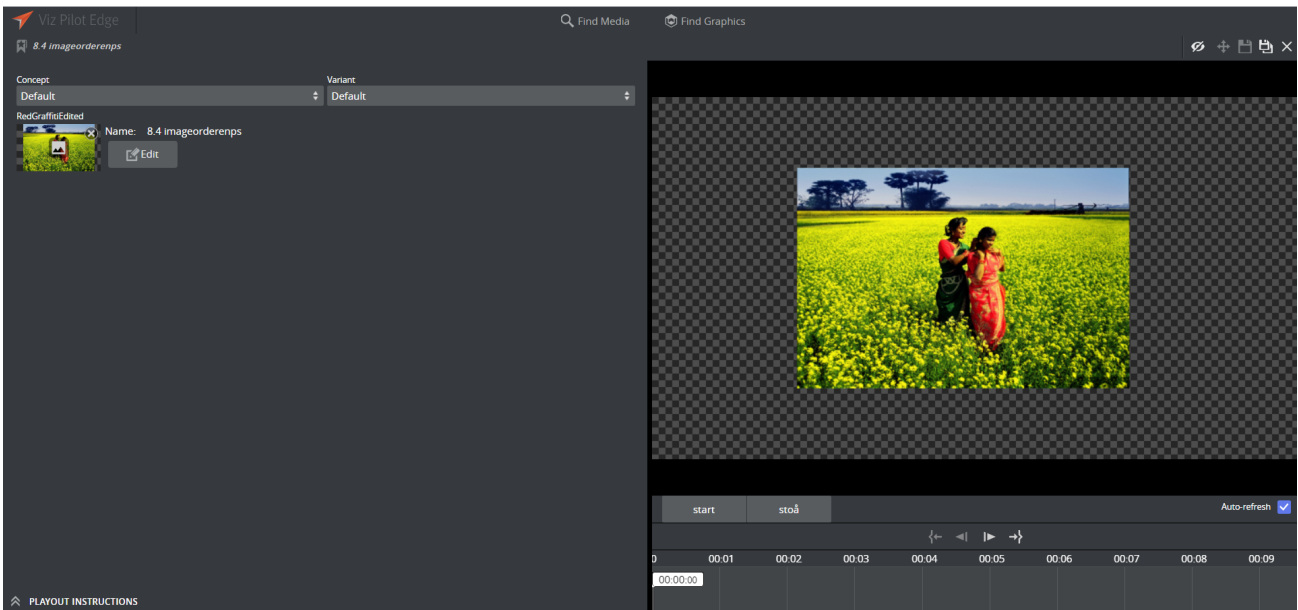 Viz Pilot Edge
Find Media
Find Graphics
8.4 imageorderenps
Concept
Variant
Default
Default
RedGraffitiEdited
Name: 8.4 imageorderenps
Edit
start
stoå
Auto-refresh
0 00:01 00:02 00:03 00:04 00:05 00:06 00:07 00:08 00:09
00:00:00
PLAYOUT INSTRUCTIONS